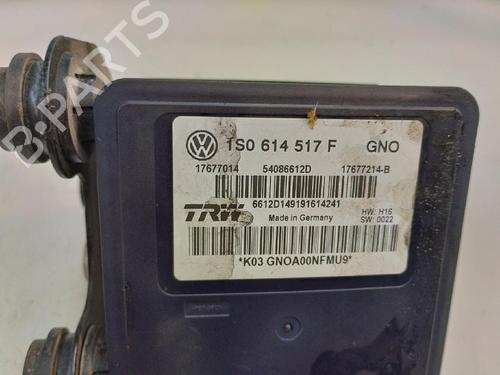 B-PARTS
1S0 614 517 F GNO
17677014 54086612D 17677214-B
TRW
6612D149191614241
Made in Germany
HW: H16
SW: 0022
*K03 GNOA00NFMU9*